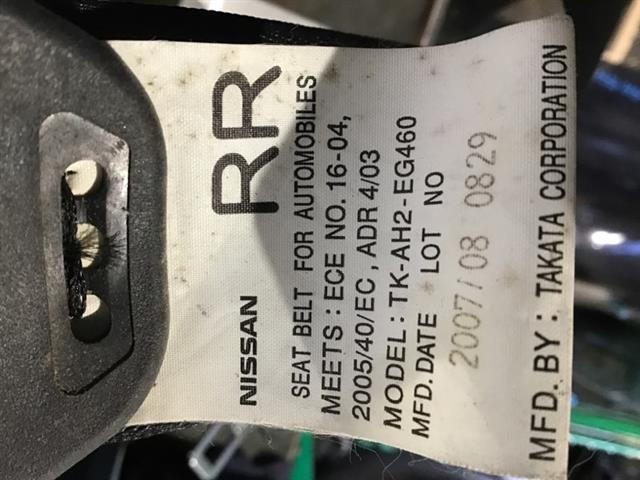 NISSAN RR
SEAT BELT FOR AUTOMOBILES
MEETS : ECE NO. 16-04,
2005/40/EC , ADR 4/03
MODEL : TK-AH2-EG460
MFD. DATE LOT NO
2007/08 0829
MFD. BY : TAKATA CORPORATION